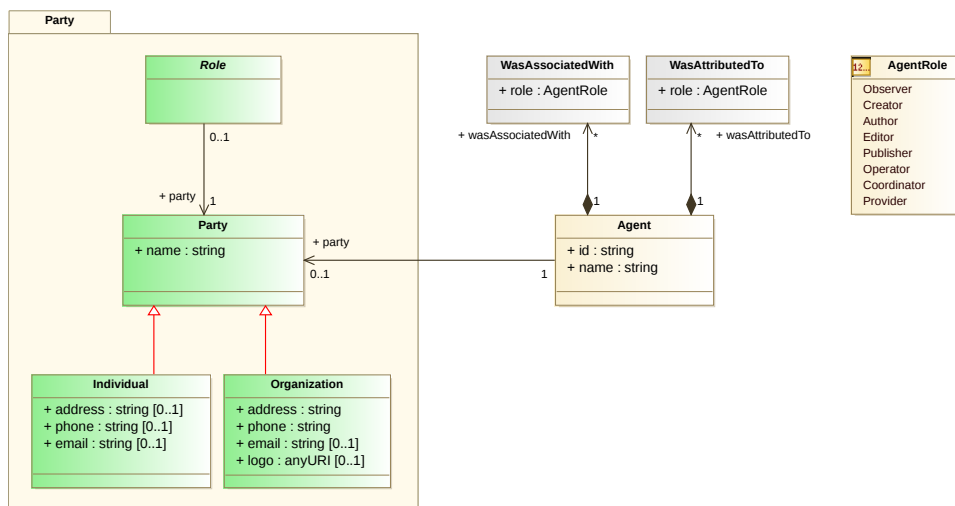 Party
Role
0..1
+ party
1
Party
+ name : string
Individual
+ address : string [0..1]
+ phone : string [0..1]
+ email : string [0..1]
Organization
+ address : string
+ phone : string
+ email : string [0..1]
+ logo : anyURI [0..1]
+ party
0..1
1
WasAssociatedWith
+ role : AgentRole
+ wasAssociatedWith
*
1
WasAttributedTo
+ role : AgentRole
*
+ wasAttributedTo
1
Agent
+ id : string
+ name : string
12...
AgentRole
Observer
Creator
Author
Editor
Publisher
Operator
Coordinator
Provider